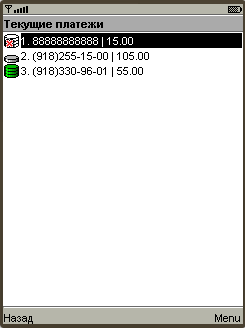 Текущие платежи
1. 88888888888 | 15.00
2. (918)255-15-00 | 105.00
3. (918)330-96-01 | 55.00
Назад Menu